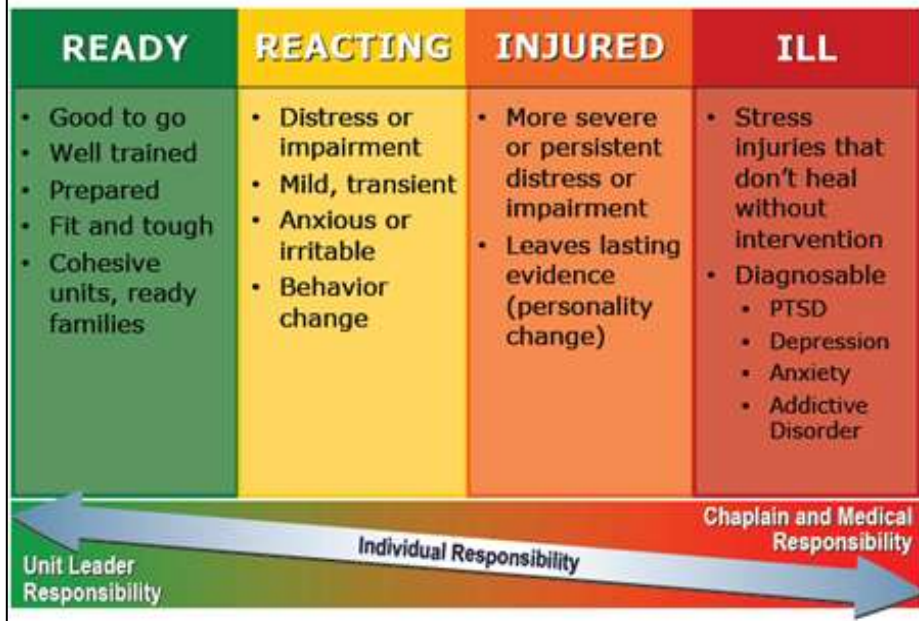 READY
• Good to go
• Well trained
• Prepared
• Fit and tough
• Cohesive
units, ready
families
REACTING
• Distress or
impairment
• Mild, transient
• Anxious or
irritable
• Behavior
change
INJURED
• More severe
or persistent
distress or
impairment
• Leaves lasting
evidence
(personality
change)
ILL
• Stress
injuries that
don't heal
without
intervention
• Diagnosable
• PTSD
• Depression
• Anxiety
• Addictive
Disorder
Unit Leader
Responsibility
Individual Responsibility
Chaplain and Medical
Responsibility